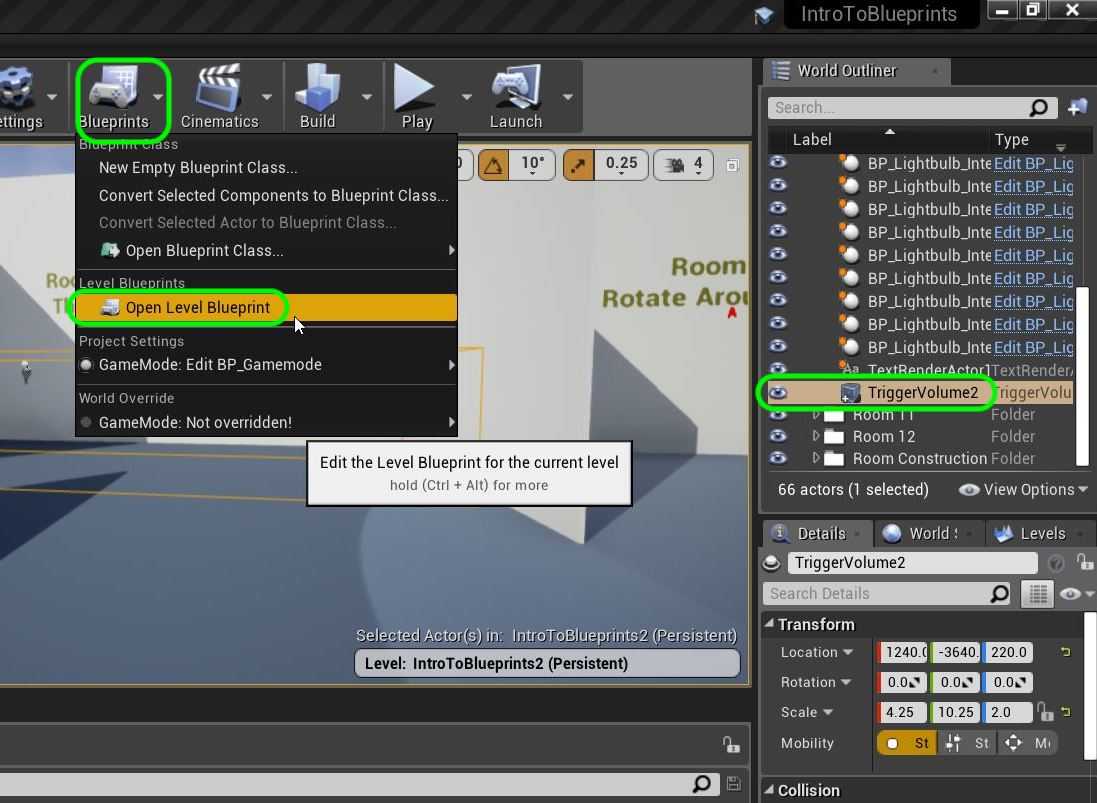 IntroToBlueprints
ettings
Blueprints
Cinematics
Build
Play
Launch
Blueprint Class
New Empty Blueprint Class...
Convert Selected Components to Blueprint Class...
Convert Selected Actor to Blueprint Class...
Open Blueprint Class...
Level Blueprints
Open Level Blueprint
Project Settings
GameMode: Edit BP_Gamemode
World Override
GameMode: Not overridden!
Edit the Level Blueprint for the current level
hold (Ctrl + Alt) for more
0 10° 0.25 4
Roo
Th
Room
Rotate Arou
A
Selected Actor(s) in: IntroToBlueprints2 (Persistent)
Level: IntroToBlueprints2 (Persistent)
World Outliner
Search...
Label Type
BP_Lightbulb_Inte Edit BP_Lig
BP_Lightbulb_Inte Edit BP_Lig
BP_Lightbulb_Inte Edit BP_Lig
BP_Lightbulb_Inte Edit BP_Lig
BP_Lightbulb_Inte Edit BP_Lig
BP_Lightbulb_Inte Edit BP_Lig
BP_Lightbulb_Inte Edit BP_Lig
BP_Lightbulb_Inte Edit BP_Lig
BP_Lightbulb_Inte Edit BP_Lig
Aa TextRenderActor1 TextRenderA
TriggerVolume2 TriggerVolu
Room 11 Folder
Room 12 Folder
Room Construction Folder
66 actors (1 selected) View Options
Details World S Levels
TriggerVolume2
Search Details
Transform
Location 1240.0 -3640. 220.0
Rotation 0.0 0.0 0.0
Scale 4.25 10.25 2.0
Mobility St St Mo
Collision